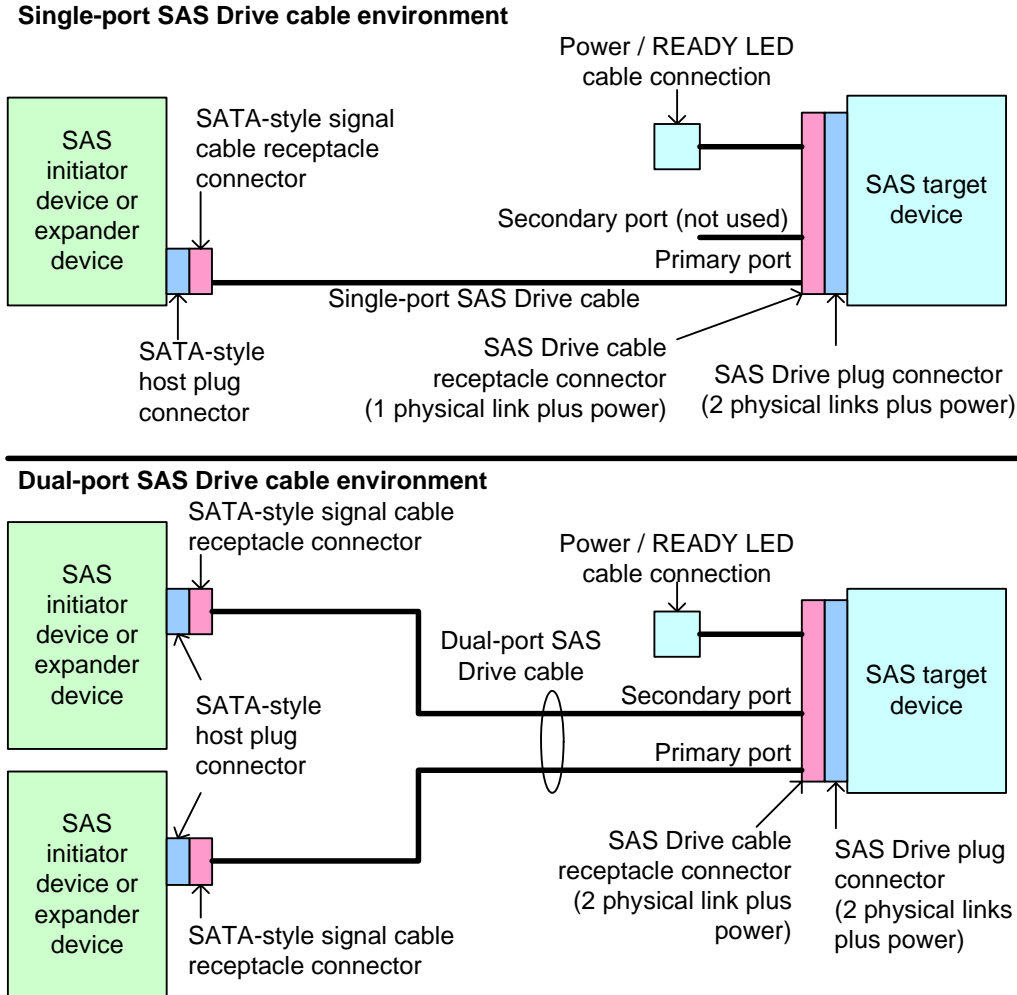 Single-port SAS Drive cable environment
Power / READY LED
cable connection
SATA-style signal
cable receptacle
connector
SAS
initiator
device or
expander
device
SAS target
device
Secondary port (not used)
Primary port
Single-port SAS Drive cable
SATA-style
host plug
connector
SAS Drive cable
receptacle connector
(1 physical link plus power)
SAS Drive plug connector
(2 physical links plus power)
Dual-port SAS Drive cable environment
SATA-style signal cable
receptacle connector
Power / READY LED
cable connection
SAS
initiator
device or
expander
device
Dual-port SAS
Drive cable
SAS target
device
Secondary port
SATA-style
host plug
connector
Primary port
SAS
initiator
device or
expander
device
SAS Drive cable
receptacle connector
(2 physical link plus
power)
SAS Drive plug
connector
(2 physical links
plus power)
SATA-style signal cable
receptacle connector